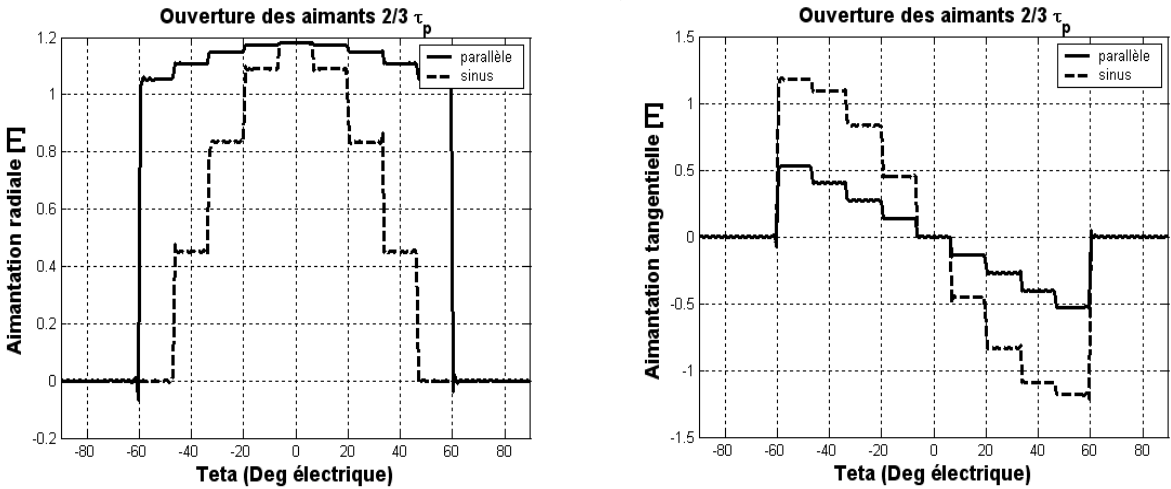 Ouverture des aimants 2/3 τp
1.2
1
0.8
0.6
0.4
0.2
0
-0.2
Aimantation radiale [T]
parallèle
sinus
-80 -60 -40 -20 0 20 40 60 80
Teta (Deg électrique)
Ouverture des aimants 2/3 τp
1.5
1
0.5
0
-0.5
-1
-1.5
Aimantation tangentielle [T]
parallèle
sinus
-80 -60 -40 -20 0 20 40 60 80
Teta (Deg électrique)